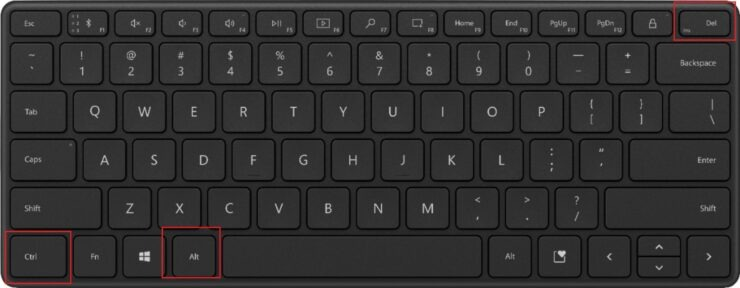 Esc F1 F2 F3 F4 F5 F6 F7 F8 Home F9 End F10 PgUp F11 PgDn F12 Del Ins
~ ! @ # $ % ^ & * ( ) _ +
` 1 2 3 4 5 6 7 8 9 0 - = Backspace
Tab Q W E R T Y U I O P { [ } ] | \
Caps A S D F G H J K L : ; " ' Enter
Shift Z X C V B N M < , > . ? / Shift
Ctrl Fn Alt Alt